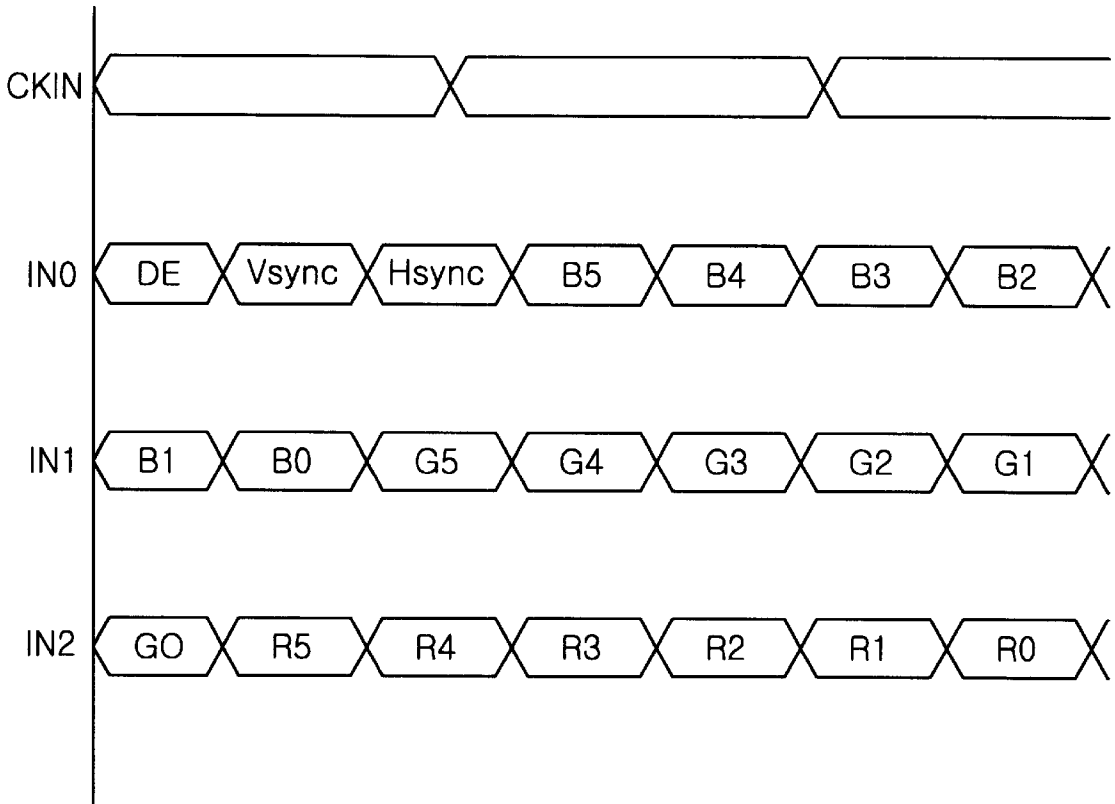 CKIN
IN0 DE Vsync Hsync B5 B4 B3 B2
IN1 B1 B0 G5 G4 G3 G2 G1
IN2 GO R5 R4 R3 R2 R1 R0